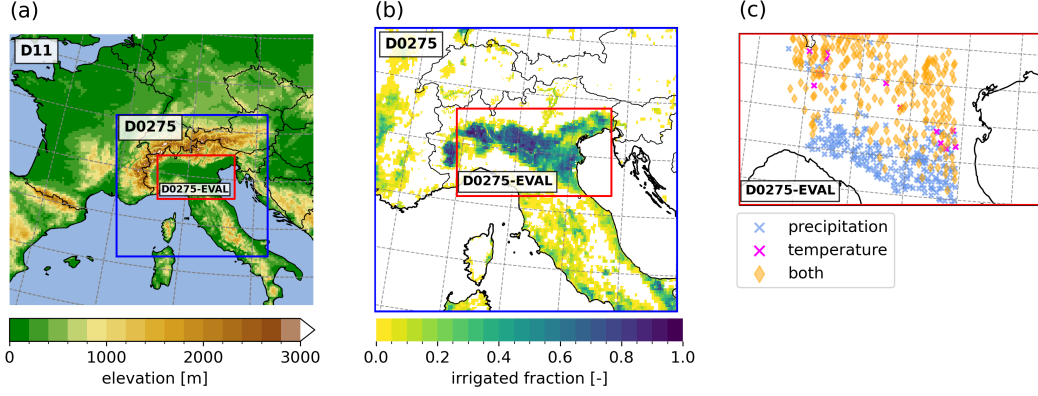 (a)
D11
D0275
D0275-EVAL
0
1000
2000
3000
elevation [m]
(b)
D0275
D0275-EVAL
0.0
0.2
0.4
0.6
0.8
1.0
irrigated fraction [-]
(c)
D0275-EVAL
precipitation
temperature
both